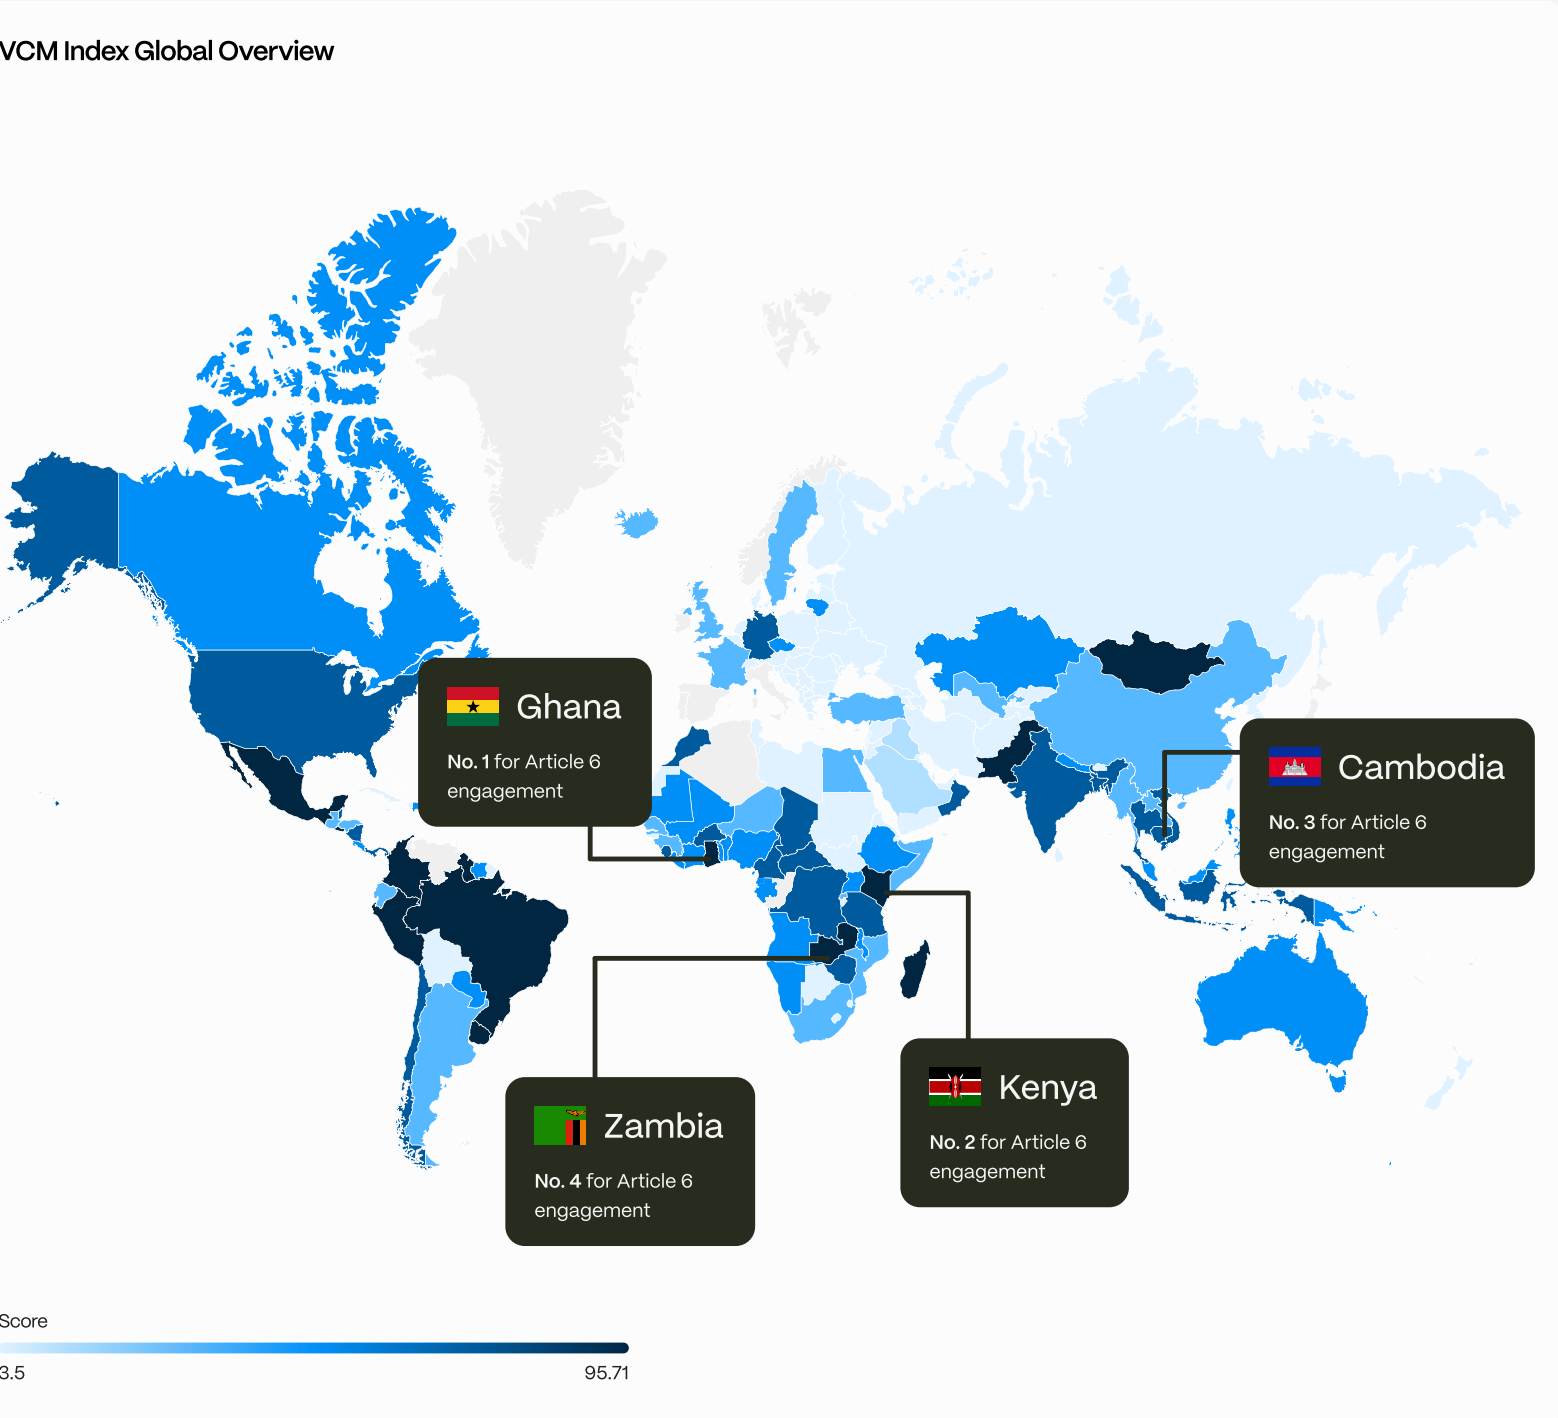 VCM Index Global Overview
Ghana
No. 1 for Article 6
engagement
Cambodia
No. 3 for Article 6
engagement
Zambia
No. 4 for Article 6
engagement
Kenya
No. 2 for Article 6
engagement
Score
3.5
95.71